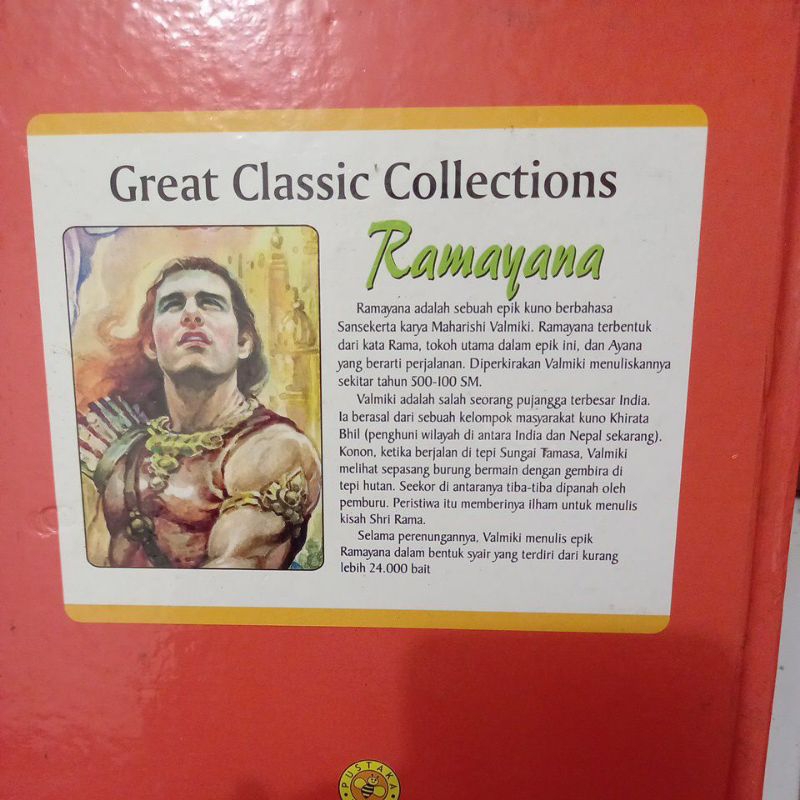 Great Classic Collections
Ramayana
Ramayana adalah sebuah epik kuno berbahasa
Sansekerta karya Maharishi Valmiki. Ramayana terbentuk
dari kata Rama, tokoh utama dalam epik ini, dan Ayana
yang berarti perjalanan. Diperkirakan Valmiki menuliskannya
sekitar tahun 500-100 SM.
Valmiki adalah salah seorang pujangga terbesar India.
Ia berasal dari sebuah kelompok masyarakat kuno Khirata
Bhil (penghuni wilayah di antara India dan Nepal sekarang).
Konon, ketika berjalan di tepi Sungai Tamasa, Valmiki
melihat sepasang burung bermain dengan gembira di
tepi hutan. Seekor di antaranya tiba-tiba dipanah oleh
pemburu. Peristiwa itu memberinya ilham untuk menulis
kisah Shri Rama.
Selama perenungannya, Valmiki menulis epik
Ramayana dalam bentuk syair yang terdiri dari kurang
lebih 24.000 bait
PUSTAKA